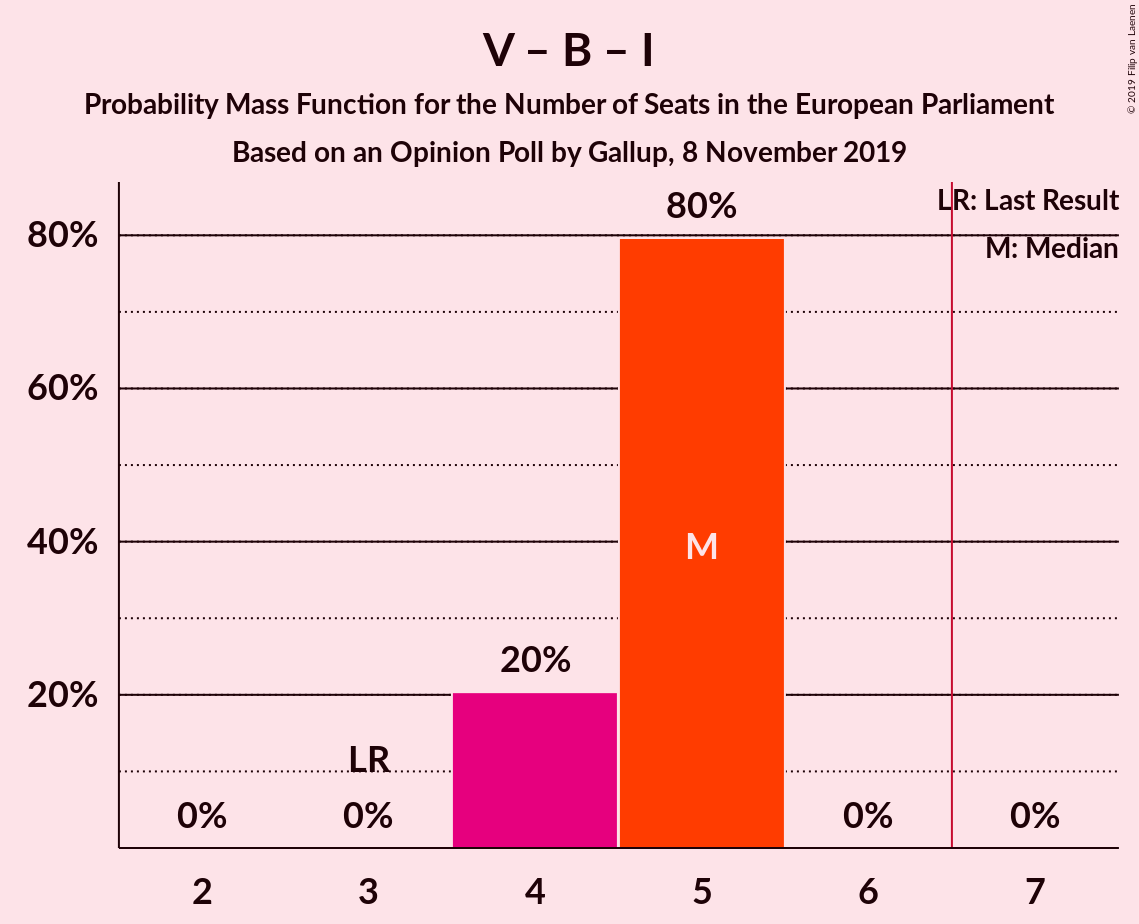 V – B – I
Probability Mass Function for the Number of Seats in the European Parliament
Based on an Opinion Poll by Gallup, 8 November 2019
© 2019 Filip van Laenen
LR: Last Result
M: Median
80%
60%
40%
20%
0%
LR
0%
20%
80%
M
0%
0%
2
3
4
5
6
7